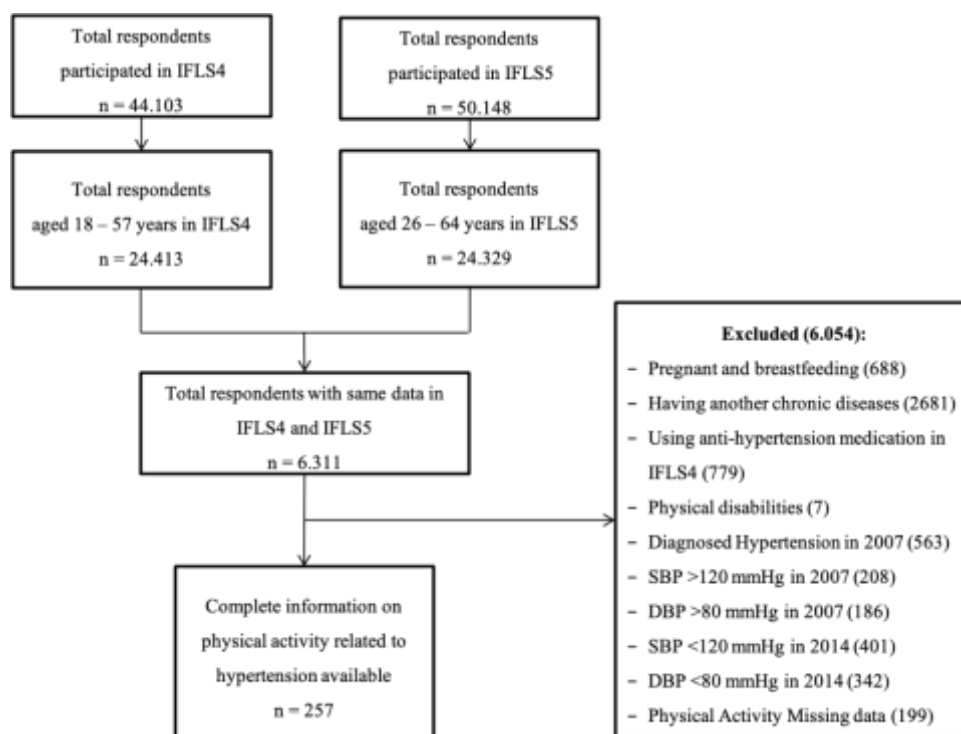 Total respondents
participated in IFLS4
n = 44.103
Total respondents
participated in IFLS5
n = 50.148
Total respondents
aged 18 – 57 years in IFLS4
n = 24.413
Total respondents
aged 26 – 64 years in IFLS5
n = 24.329
Total respondents with same data in
IFLS4 and IFLS5
n = 6.311
Excluded (6.054):
− Pregnant and breastfeeding (688)
− Having another chronic diseases (2681)
− Using anti-hypertension medication in
IFLS4 (779)
− Physical disabilities (7)
− Diagnosed Hypertension in 2007 (563)
− SBP >120 mmHg in 2007 (208)
− DBP >80 mmHg in 2007 (186)
− SBP <120 mmHg in 2014 (401)
− DBP <80 mmHg in 2014 (342)
− Physical Activity Missing data (199)
Complete information on
physical activity related to
hypertension available
n = 257